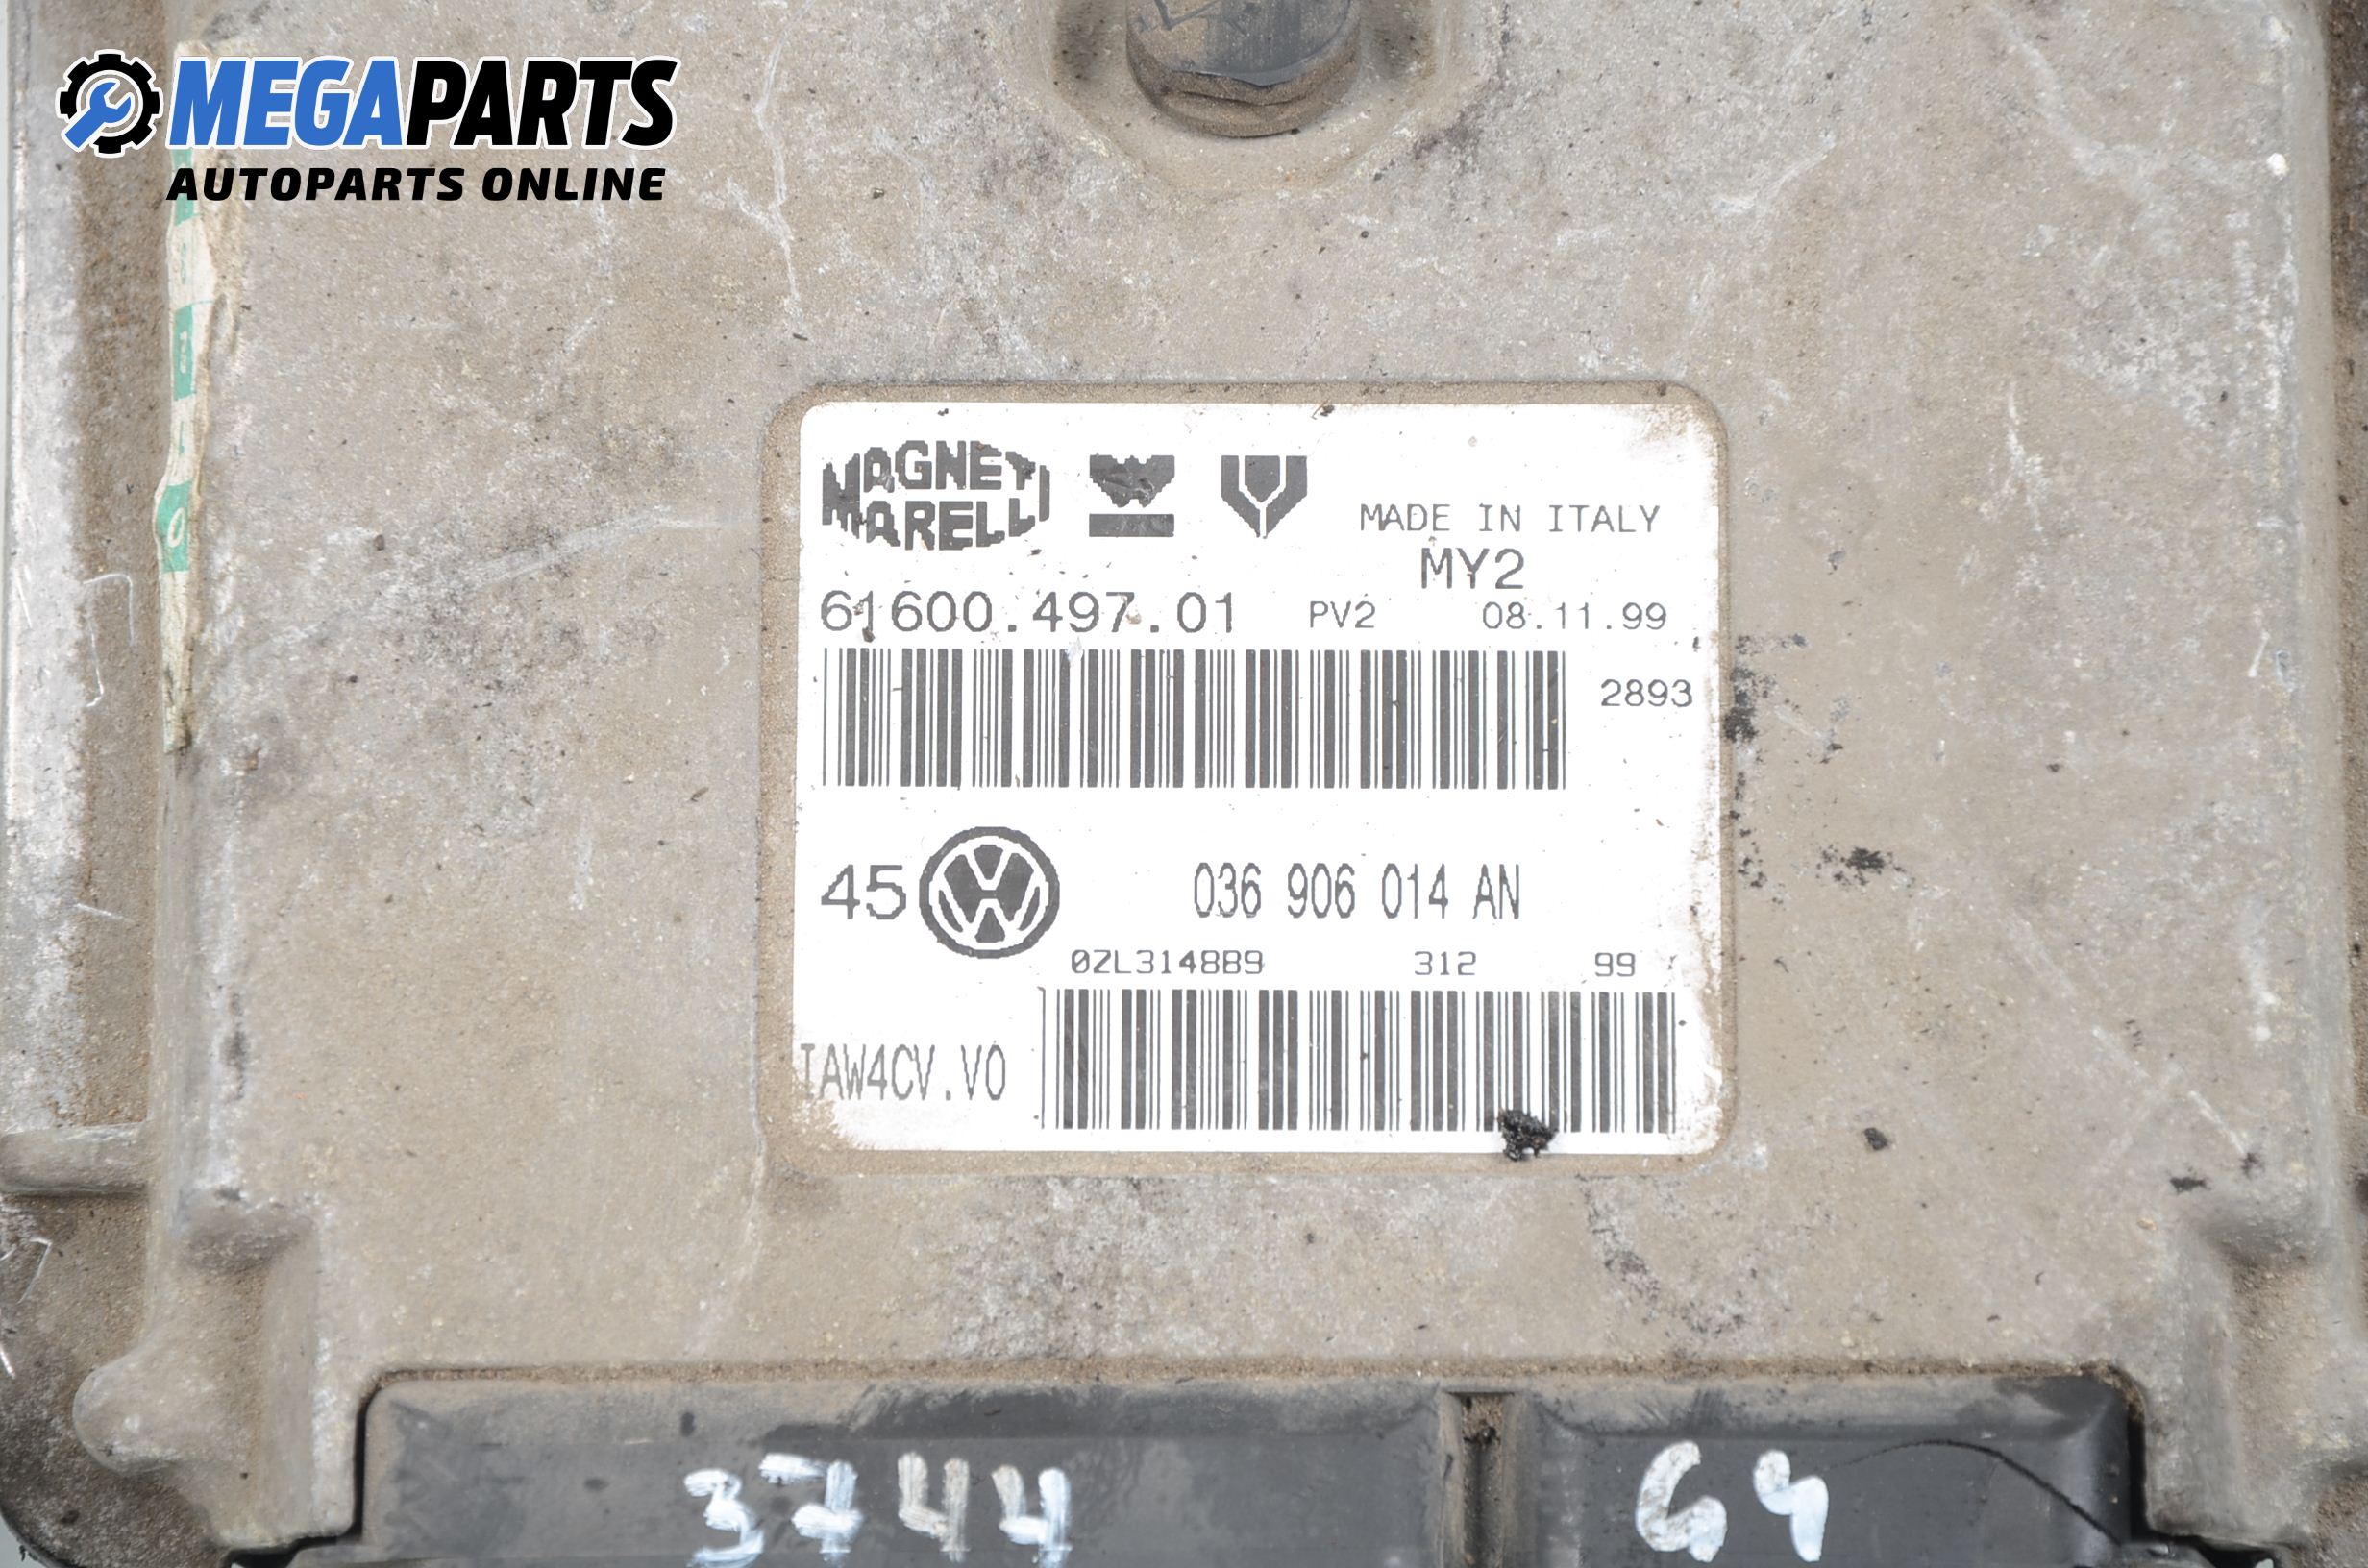 MEGAPARTS
AUTOPARTS ONLINE
MAGNETI MARELLI
MADE IN ITALY
MY2
61600.497.01 PV2 08.11.99
2893
45 036 906 014 AN
0ZL3148B9 312 99
IAW4CV.V0
3744 G4